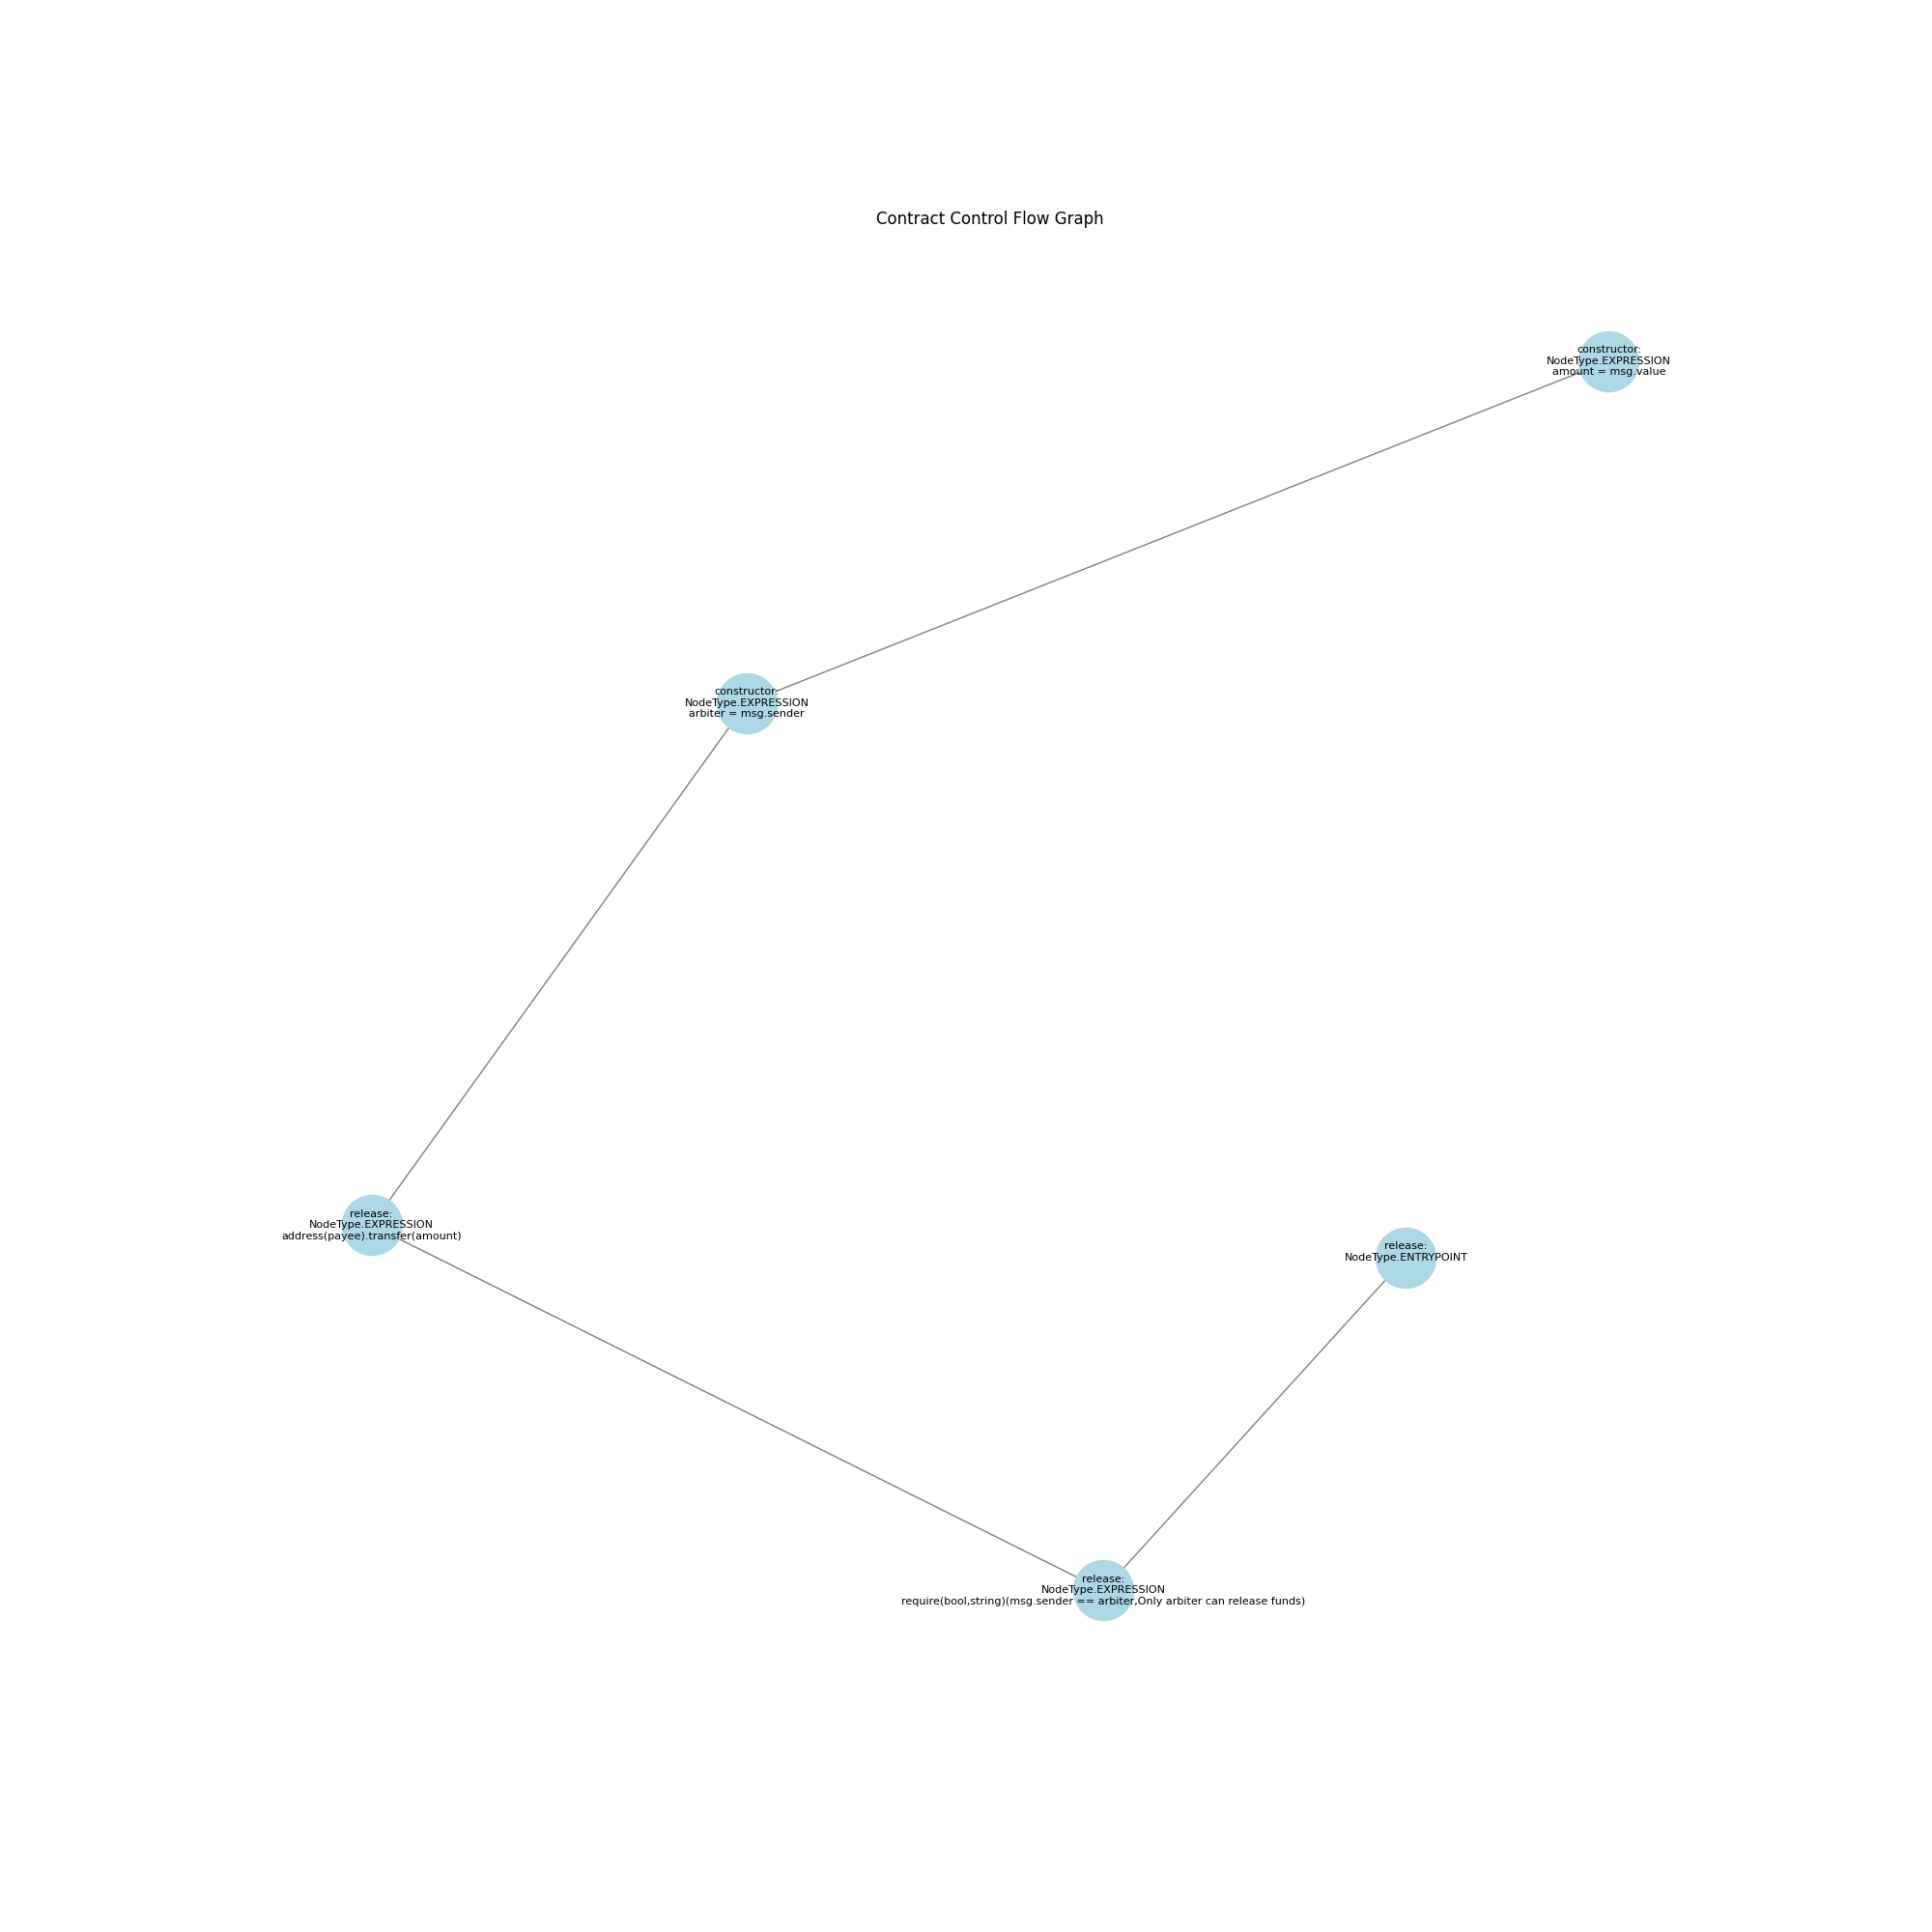 Contract Control Flow Graph
constructor:
NodeType.EXPRESSION
amount = msg.value
constructor:
NodeType.EXPRESSION
arbiter = msg.sender
release:
NodeType.EXPRESSION
address(payee).transfer(amount)
release:
NodeType.ENTRYPOINT
release:
NodeType.EXPRESSION
require(bool,string)(msg.sender == arbiter,Only arbiter can release funds)